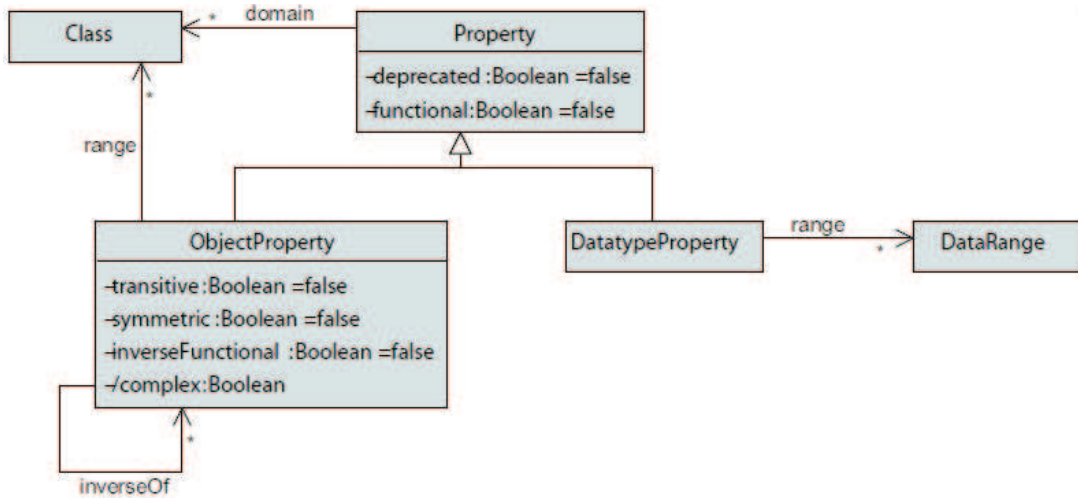 * domain
Class
Property
-deprecated :Boolean =false
-functional:Boolean =false
*
range
ObjectProperty
-transitive:Boolean =false
-symmetric:Boolean =false
-inverseFunctional :Boolean =false
-/complex:Boolean
DatatypeProperty
range
*
DataRange
*
inverseOf